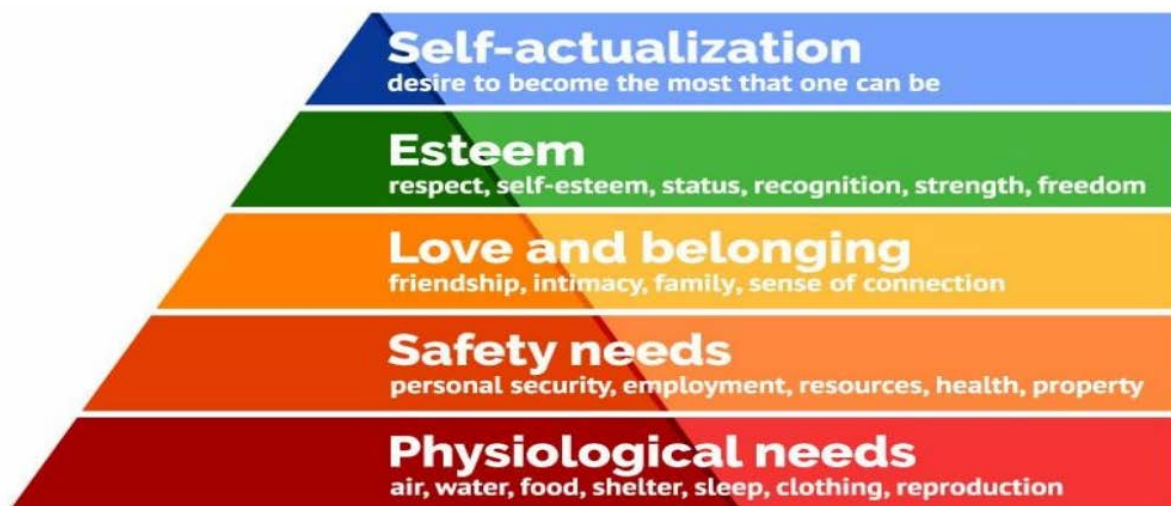 Self-actualization
desire to become the most that one can be
Esteem
respect, self-esteem, status, recognition, strength, freedom
Love and belonging
friendship, intimacy, family, sense of connection
Safety needs
personal security, employment, resources, health, property
Physiological needs
air, water, food, shelter, sleep, clothing, reproduction